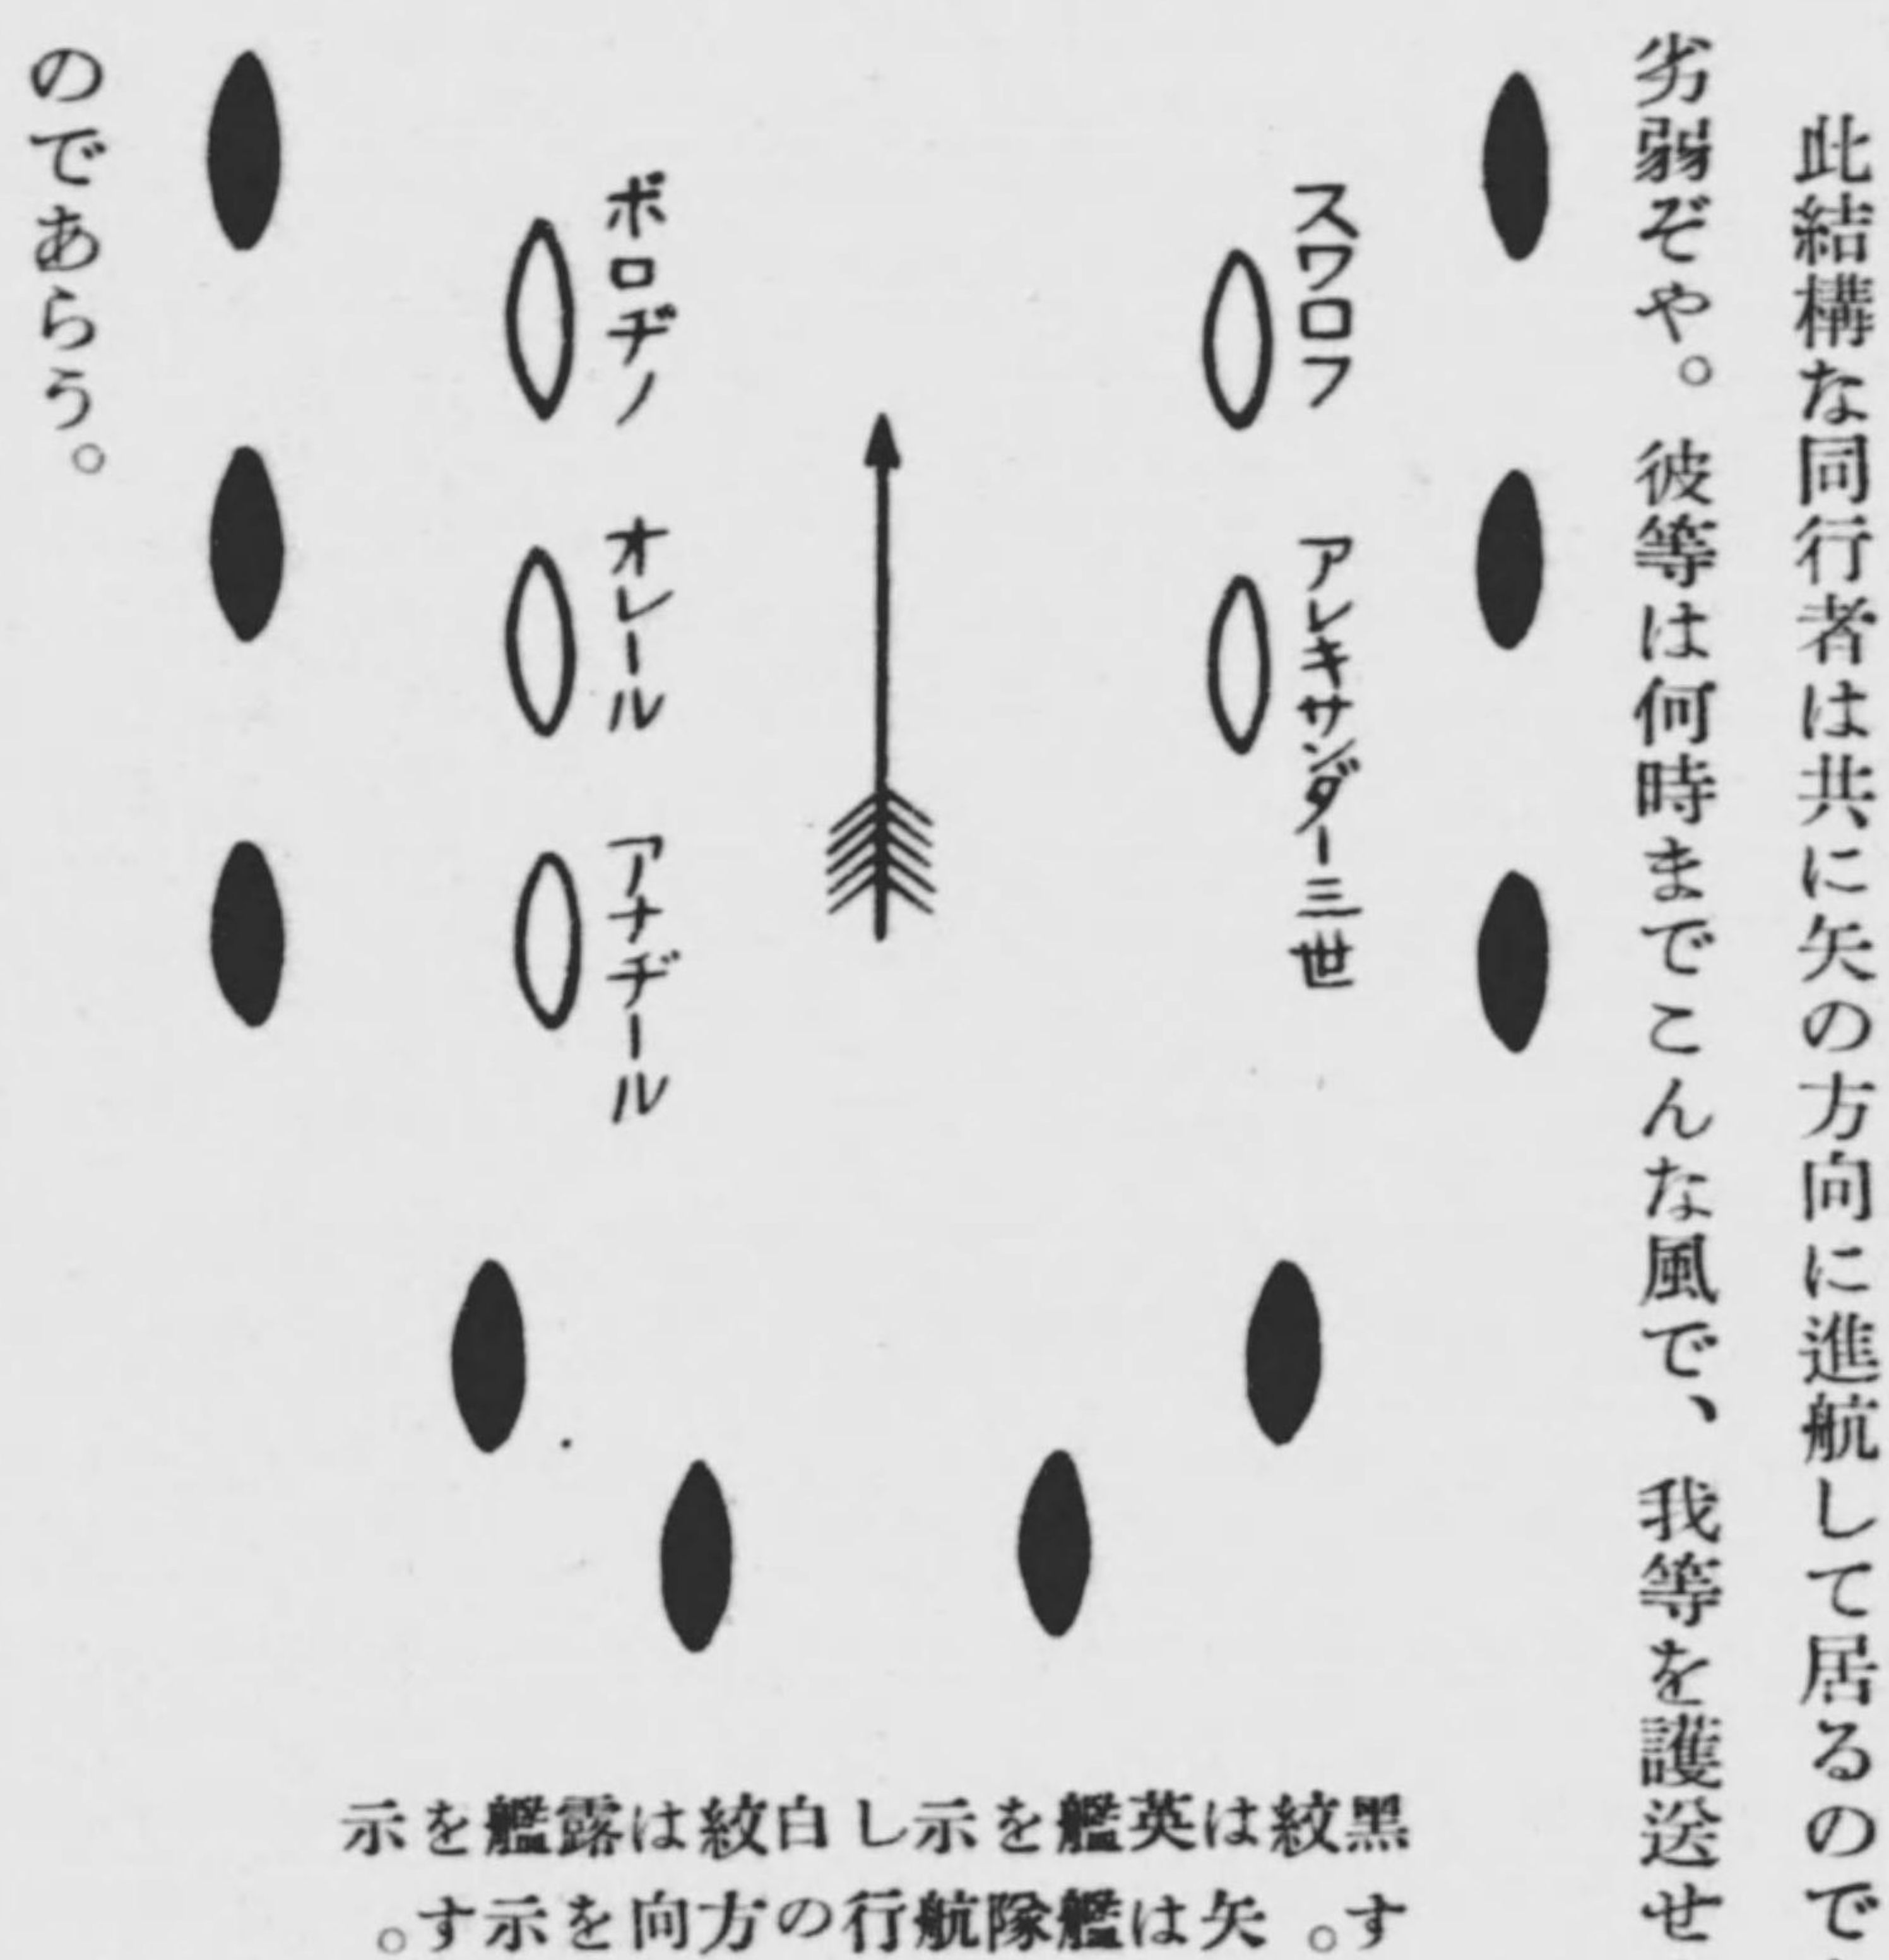 此結構な同行者は共に矢の方向に進航して居るので
劣弱ぞや。彼等は何時までこんな風で、我等を護送せ
スワロフ
アレキサンダー三世
ボロヂノ
オレール
アナヂール
黑紋は英艦を示し白紋は露艦を示
す。矢は艦隊航行の方向を示す。
のであらう。